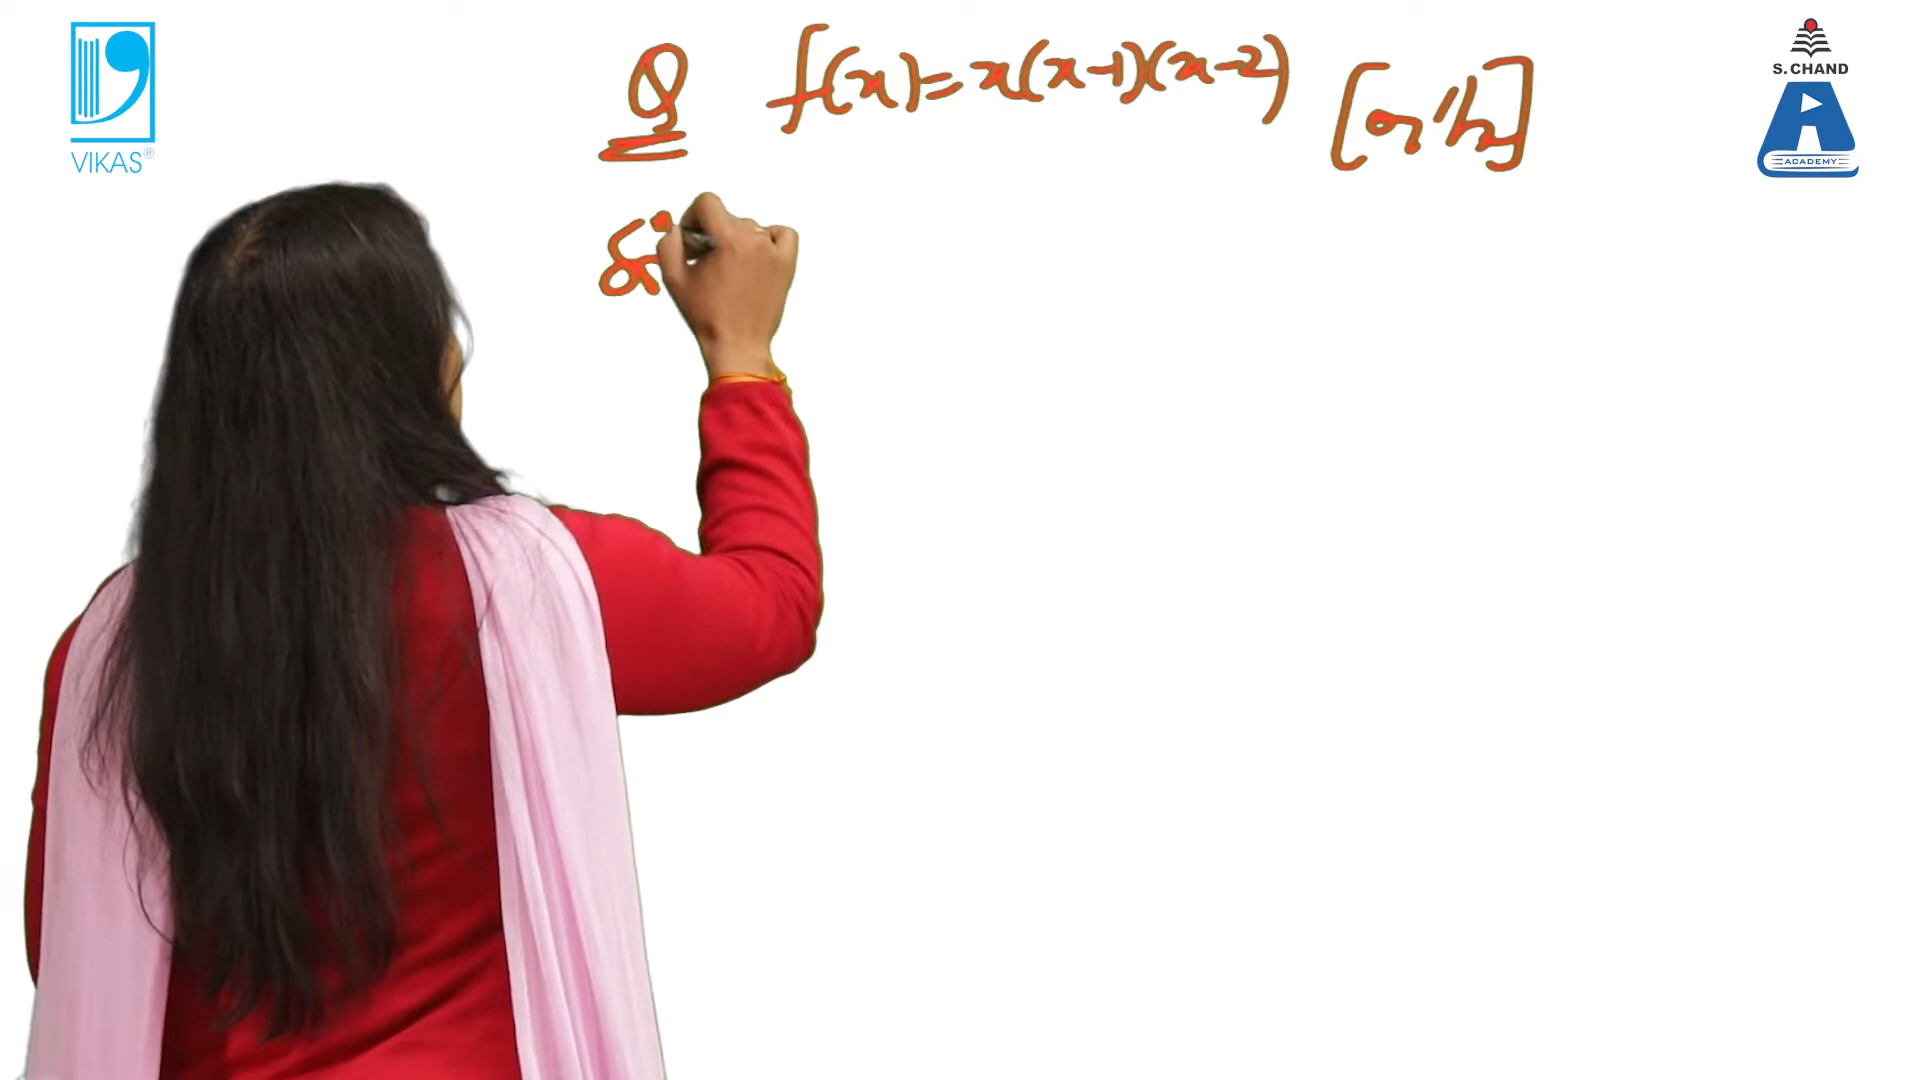 Q f(x)=x(x-1)(x-2) [0, 1/2]
VIKAS®
S. CHAND
ACADEMY